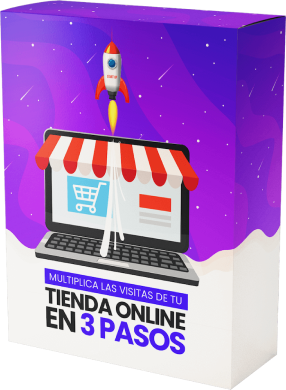 MULTIPLICA LAS VISITAS DE TU
TIENDA ONLINE
EN 3 PASOS